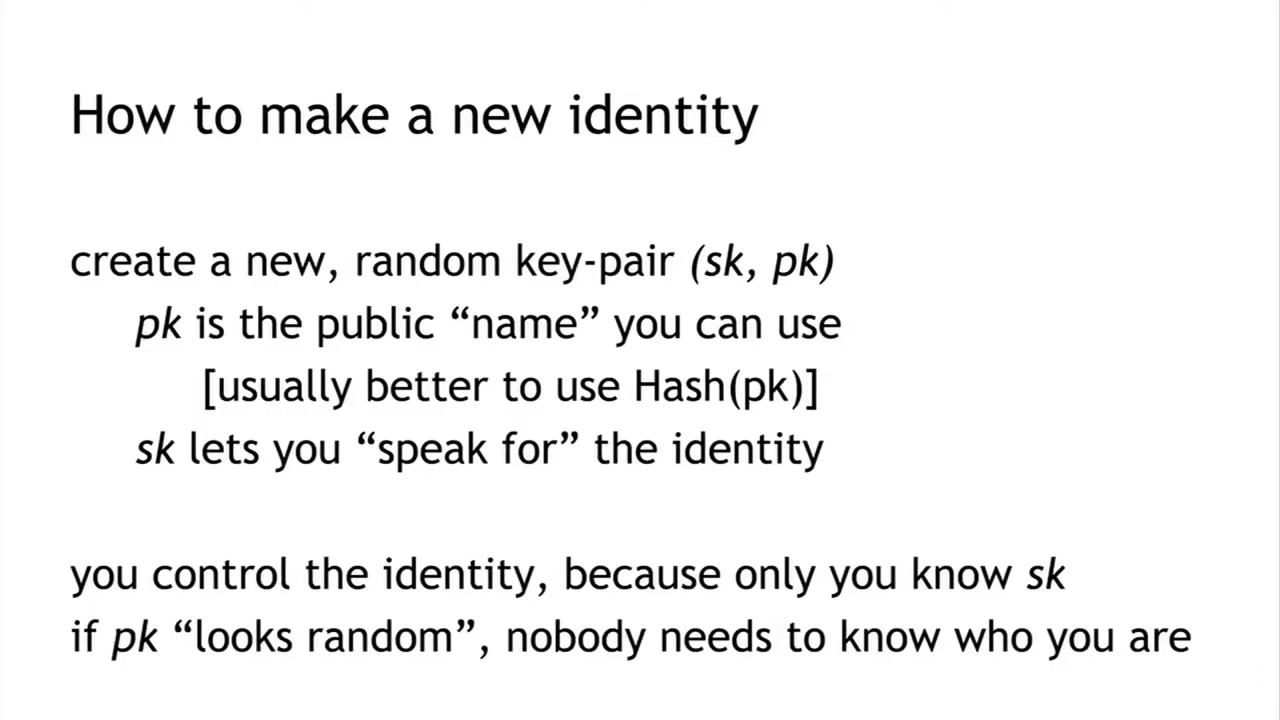 How to make a new identity
create a new, random key-pair (sk, pk)
pk is the public “name” you can use
[usually better to use Hash(pk)]
sk lets you “speak for” the identity
you control the identity, because only you know sk
if pk “looks random”, nobody needs to know who you are